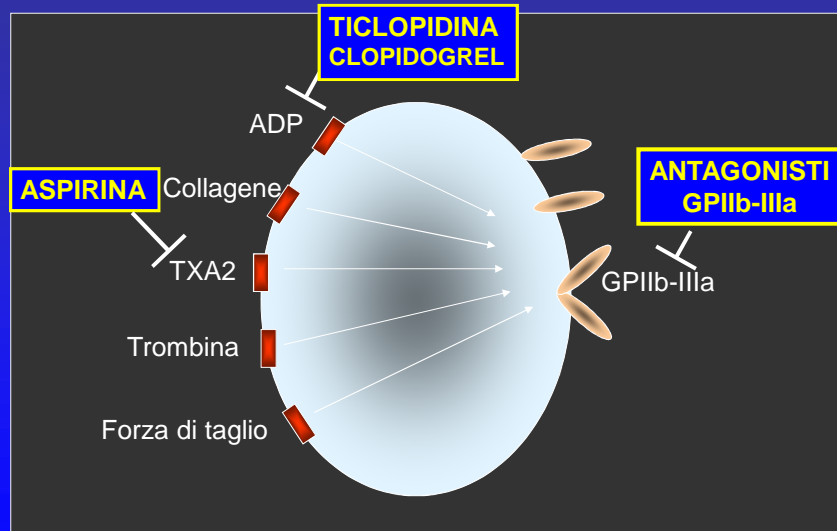 TICLOPIDINA
CLOPIDOGREL
ADP
ASPIRINA
Collagene
ANTAGONISTI
GPIIb-IIIa
TXA2
GPIIb-IIIa
Trombina
Forza di taglio